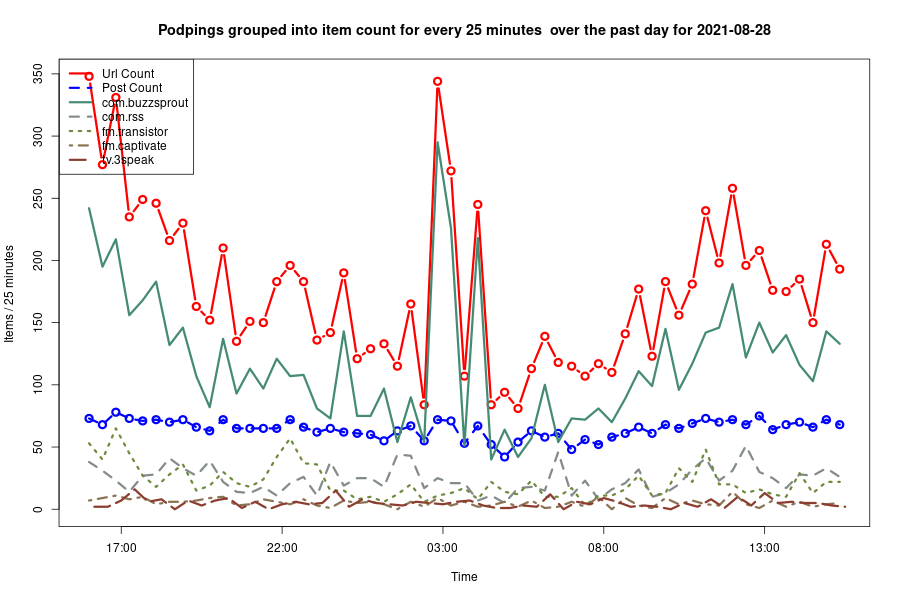 Podpings grouped into item count for every 25 minutes  over the past day for 2021-08-28
Url Count
Post Count
com.buzzsprout
com.rss
fm.transistor
fm.captivate
tv.3speak
Items / 25 minutes
350
300
250
200
150
100
50
0
17:00 22:00 03:00 08:00 13:00
Time